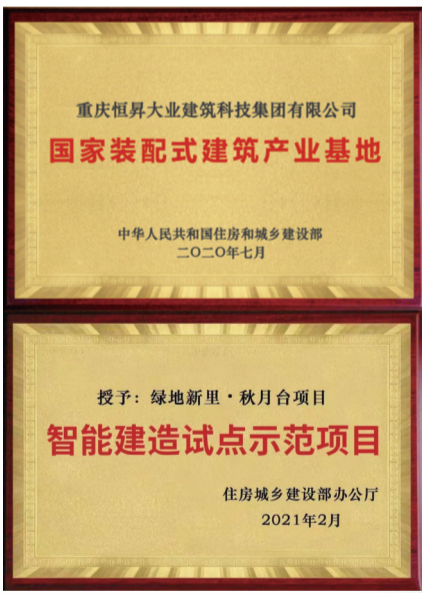 重庆恒昇大业建筑科技集团有限公司
国家装配式建筑产业基地
中华人民共和国住房和城乡建设部
二〇二〇年七月
授予：绿地新里·秋月台项目
智能建造试点示范项目
住房城乡建设部办公厅
2021年2月